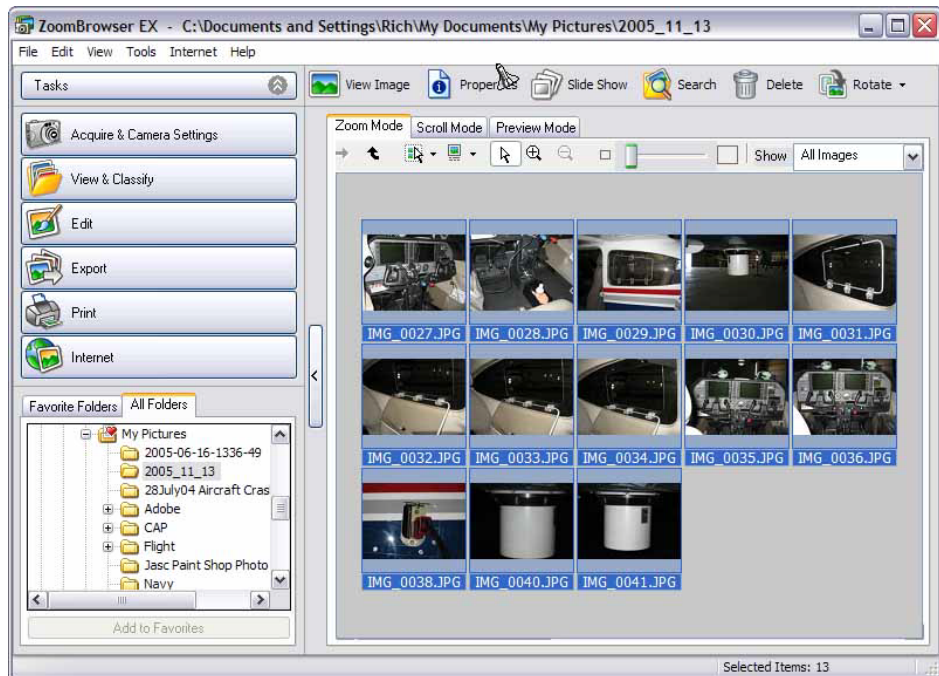 ZoomBrowser EX - C:\Documents and Settings\Rich\My Documents\My Pictures\2005_11_13
File Edit View Tools Internet Help
Tasks
View Image Properties Slide Show Search Delete Rotate
Acquire & Camera Settings
View & Classify
Edit
Export
Print
Internet
Zoom Mode Scroll Mode Preview Mode
Show All Images
IMG_0027.JPG IMG_0028.JPG IMG_0029.JPG IMG_0030.JPG IMG_0031.JPG
IMG_0032.JPG IMG_0033.JPG IMG_0034.JPG IMG_0035.JPG IMG_0036.JPG
IMG_0038.JPG IMG_0040.JPG IMG_0041.JPG
Favorite Folders All Folders
My Pictures
2005-06-16-1336-49
2005_11_13
28July04 Aircraft Cras
Adobe
CAP
Flight
Jasc Paint Shop Photo
Navy
Add to Favorites
Selected Items: 13